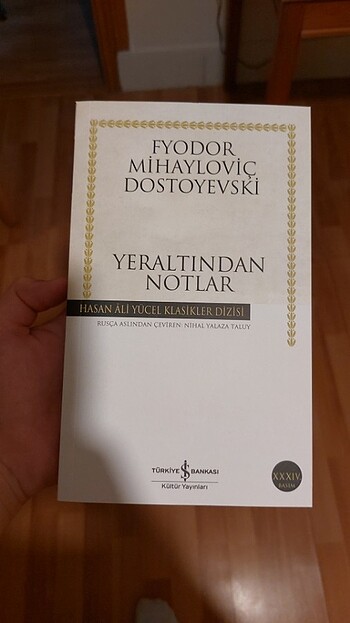 FYODOR
MİHAYLOVİÇ
DOSTOYEVSKİ
YERALTINDAN
NOTLAR
HASAN ÂLİ YÜCEL KLASİKLER DİZİSİ
RUSÇA ASLINDAN ÇEVİREN: NİHAL YALAZA TALUY
TÜRKİYE İŞ BANKASI
Kültür Yayınları
XXXIV.
BASIM